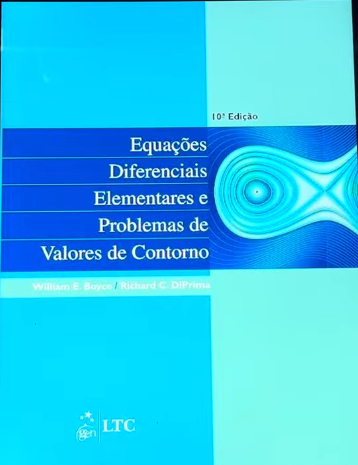 10ª Edição
Equações
Diferenciais
Elementares e
Problemas de
Valores de Contorno
William E. Boyce / Richard C. DiPrima
gen LTC